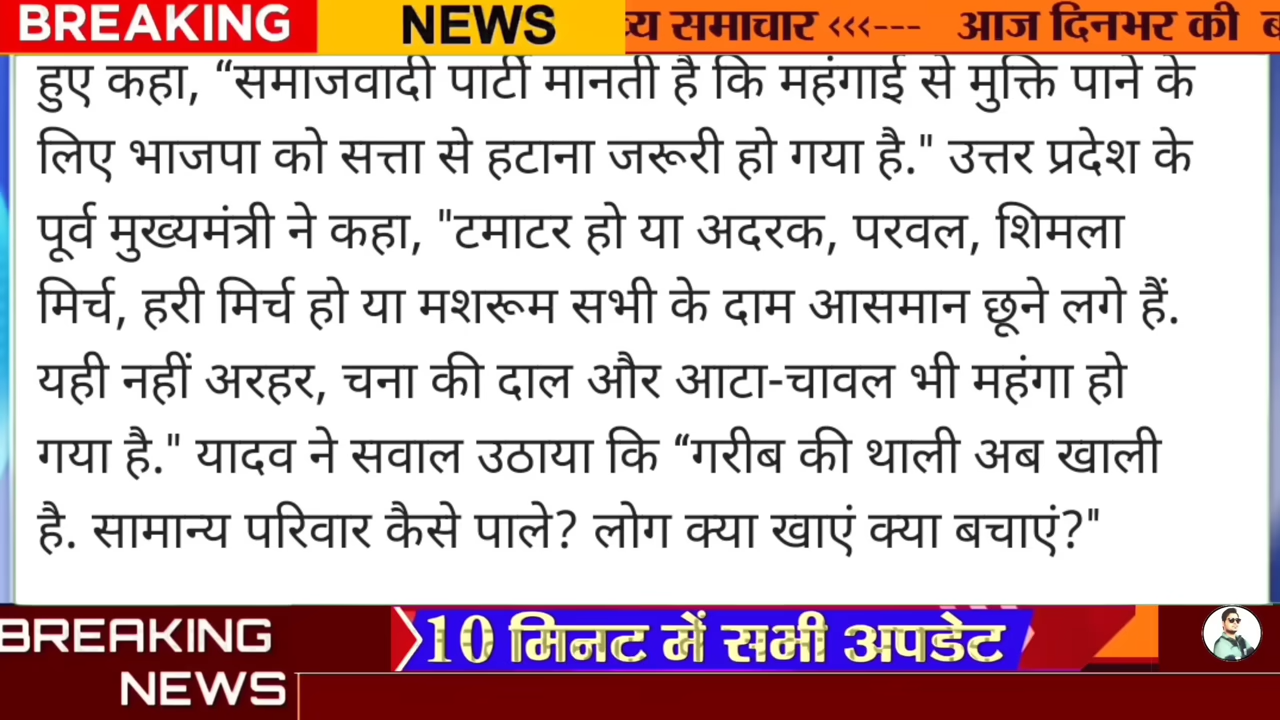 BREAKING NEWS समाचार ‹‹‹--- आज दिनभर की
हुए कहा, “समाजवादी पार्टी मानती है कि महंगाई से मुक्ति पाने के
लिए भाजपा को सत्ता से हटाना जरूरी हो गया है." उत्तर प्रदेश के
पूर्व मुख्यमंत्री ने कहा, "टमाटर हो या अदरक, परवल, शिमला
मिर्च, हरी मिर्च हो या मशरूम सभी के दाम आसमान छूने लगे हैं.
यही नहीं अरहर, चना की दाल और आटा-चावल भी महंगा हो
गया है." यादव ने सवाल उठाया कि “गरीब की थाली अब खाली
है. सामान्य परिवार कैसे पाले? लोग क्या खाएं क्या बचाएं?"
BREAKING
NEWS
10 मिनट में सभी अपडेट